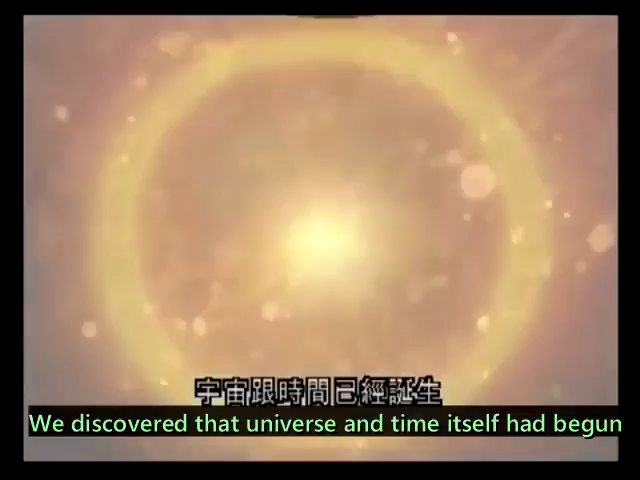 宇宙跟時間已經誕生
We discovered that universe and time itself had begun